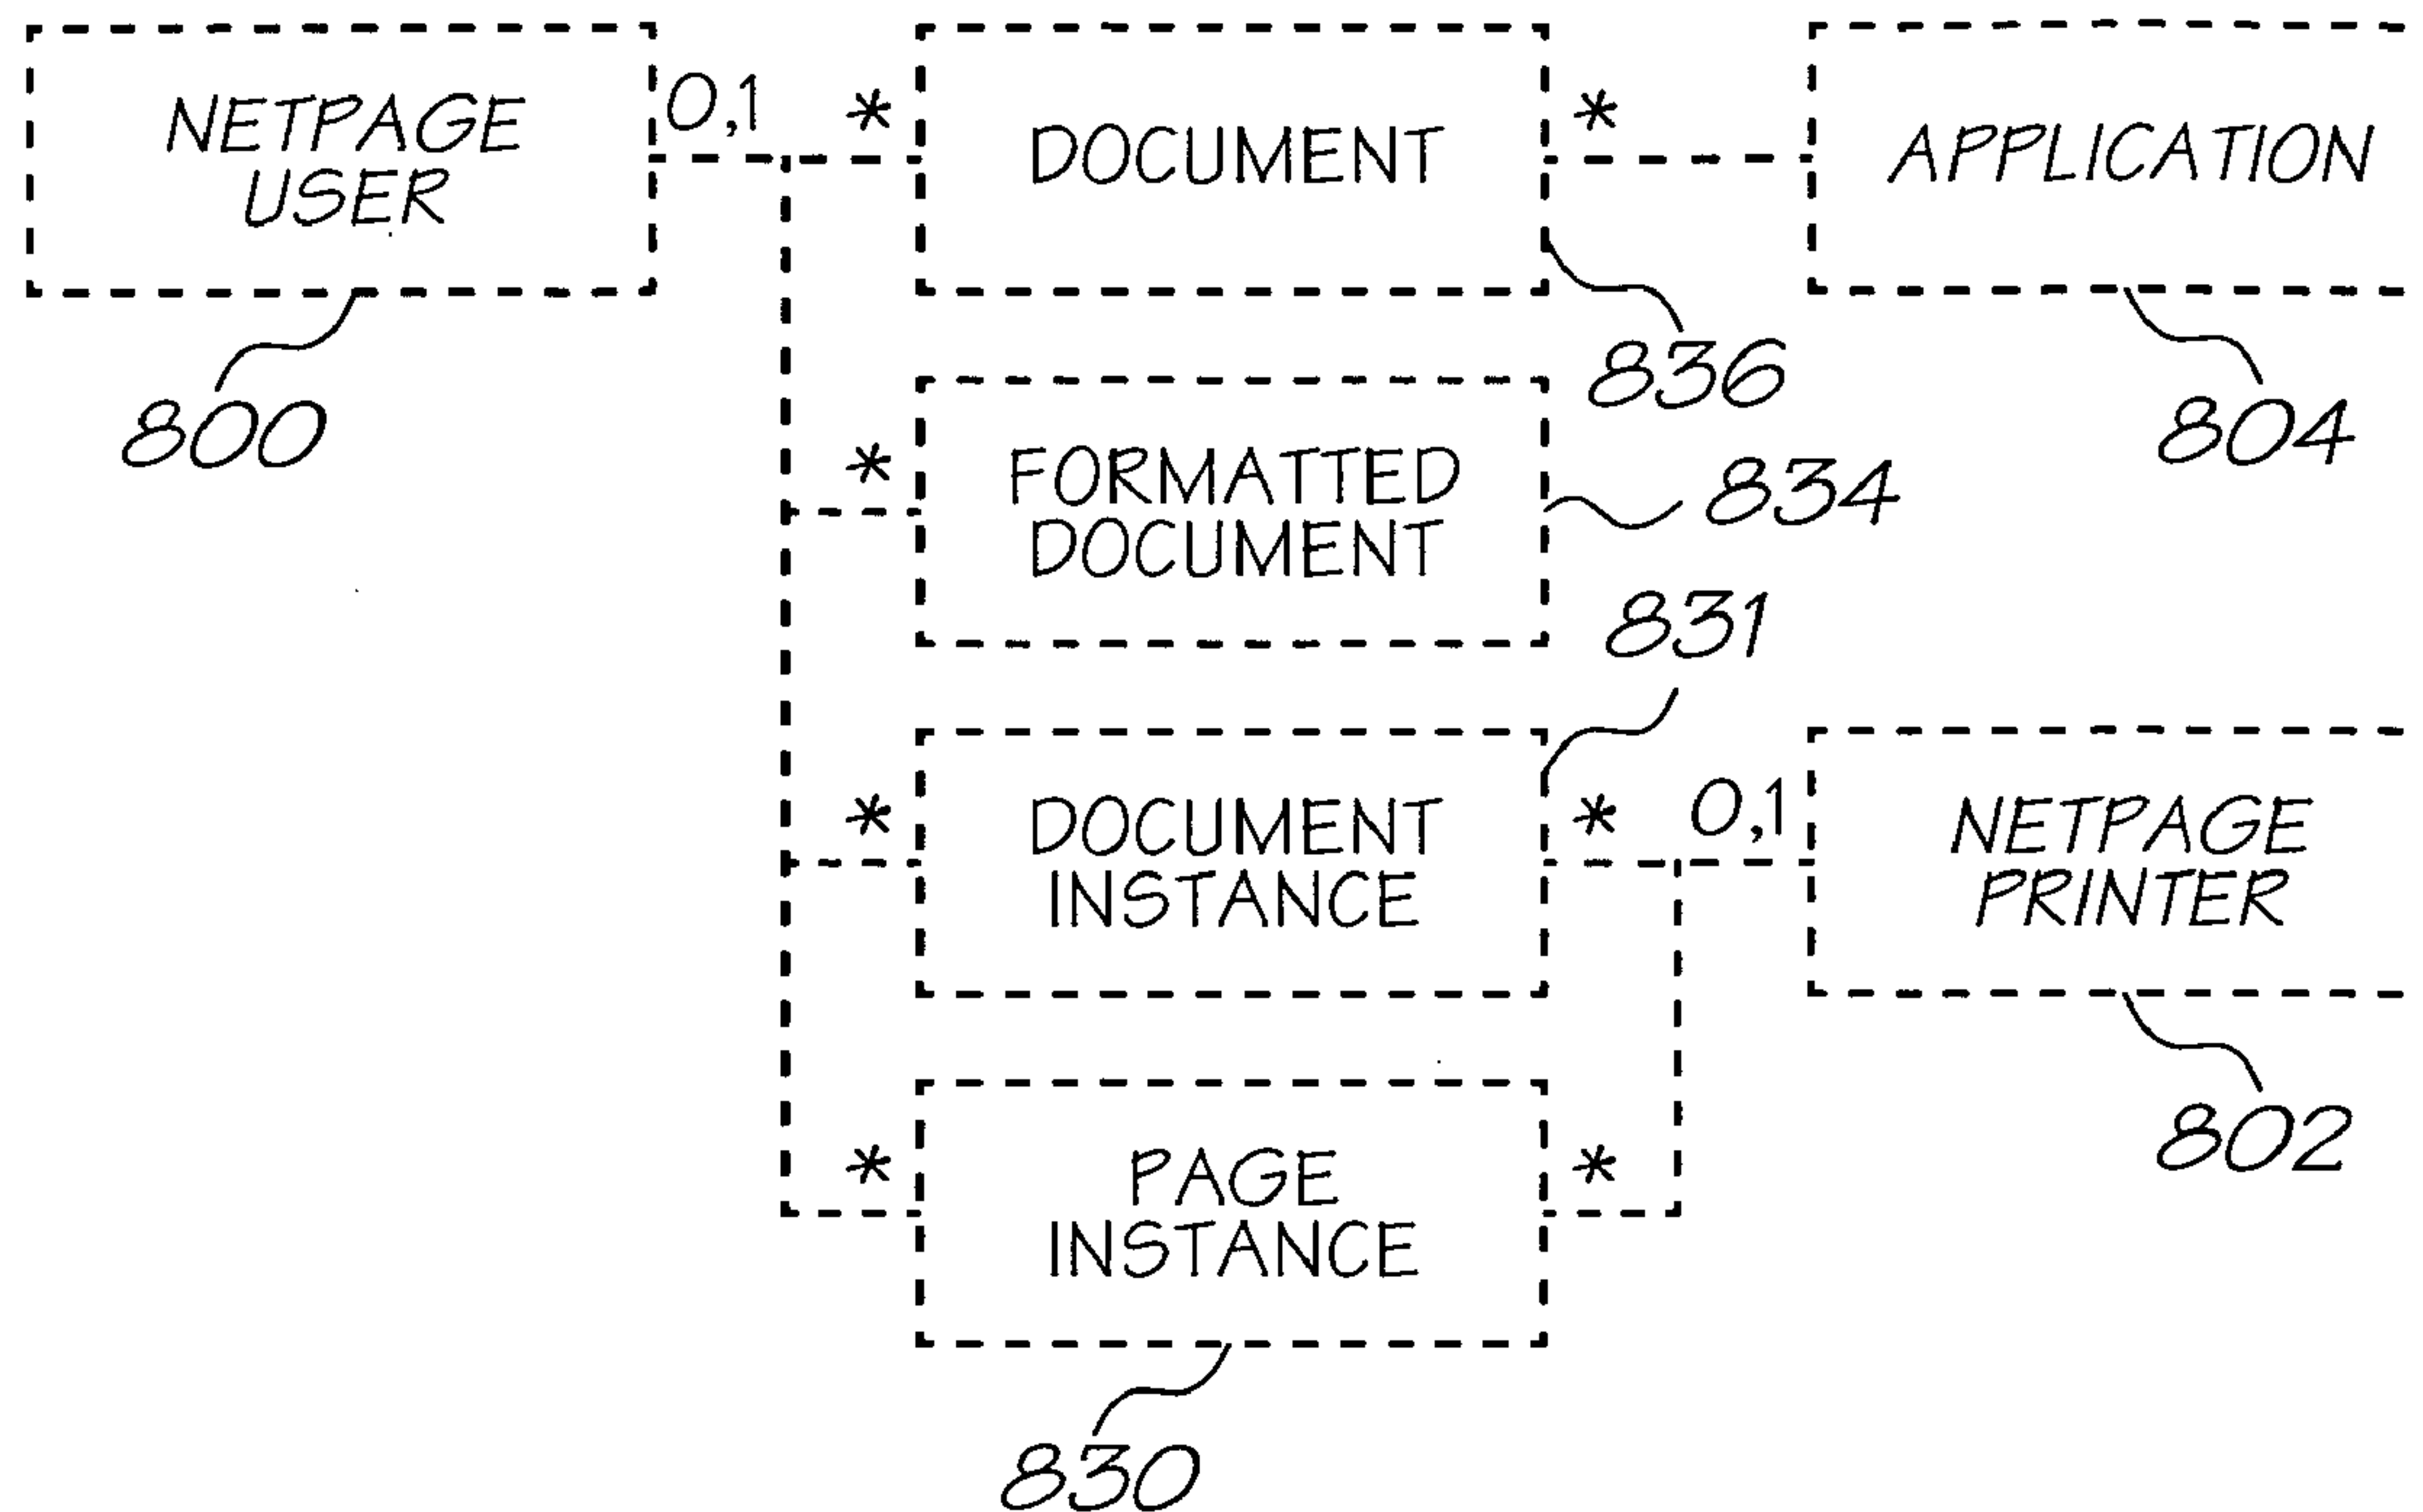 NETPAGE
USER
0,1
*
DOCUMENT
*
APPLICATION
800
836
804
*
FORMATTED
DOCUMENT
834
831
*
DOCUMENT
INSTANCE
*
0,1
NETPAGE
PRINTER
802
*
PAGE
INSTANCE
*
830